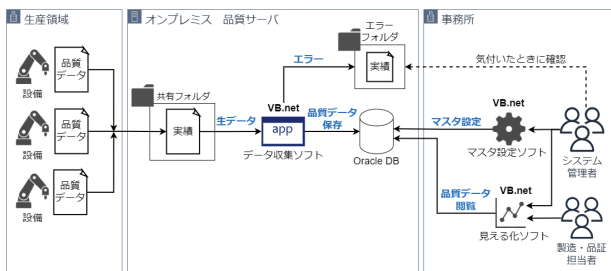 生産領域
品質
データ
設備
品質
データ
設備
品質
データ
設備
オンプレミス　品質サーバ
共有フォルダ
実績
生データ
VB.net
app
データ収集ソフト
エラー
エラー
フォルダ
実績
品質データ
保存
Oracle DB
事務所
気付いたときに確認
マスタ設定
VB.net
マスタ設定ソフト
システム
管理者
品質データ
閲覧
VB.net
見える化ソフト
製造・品証
担当者